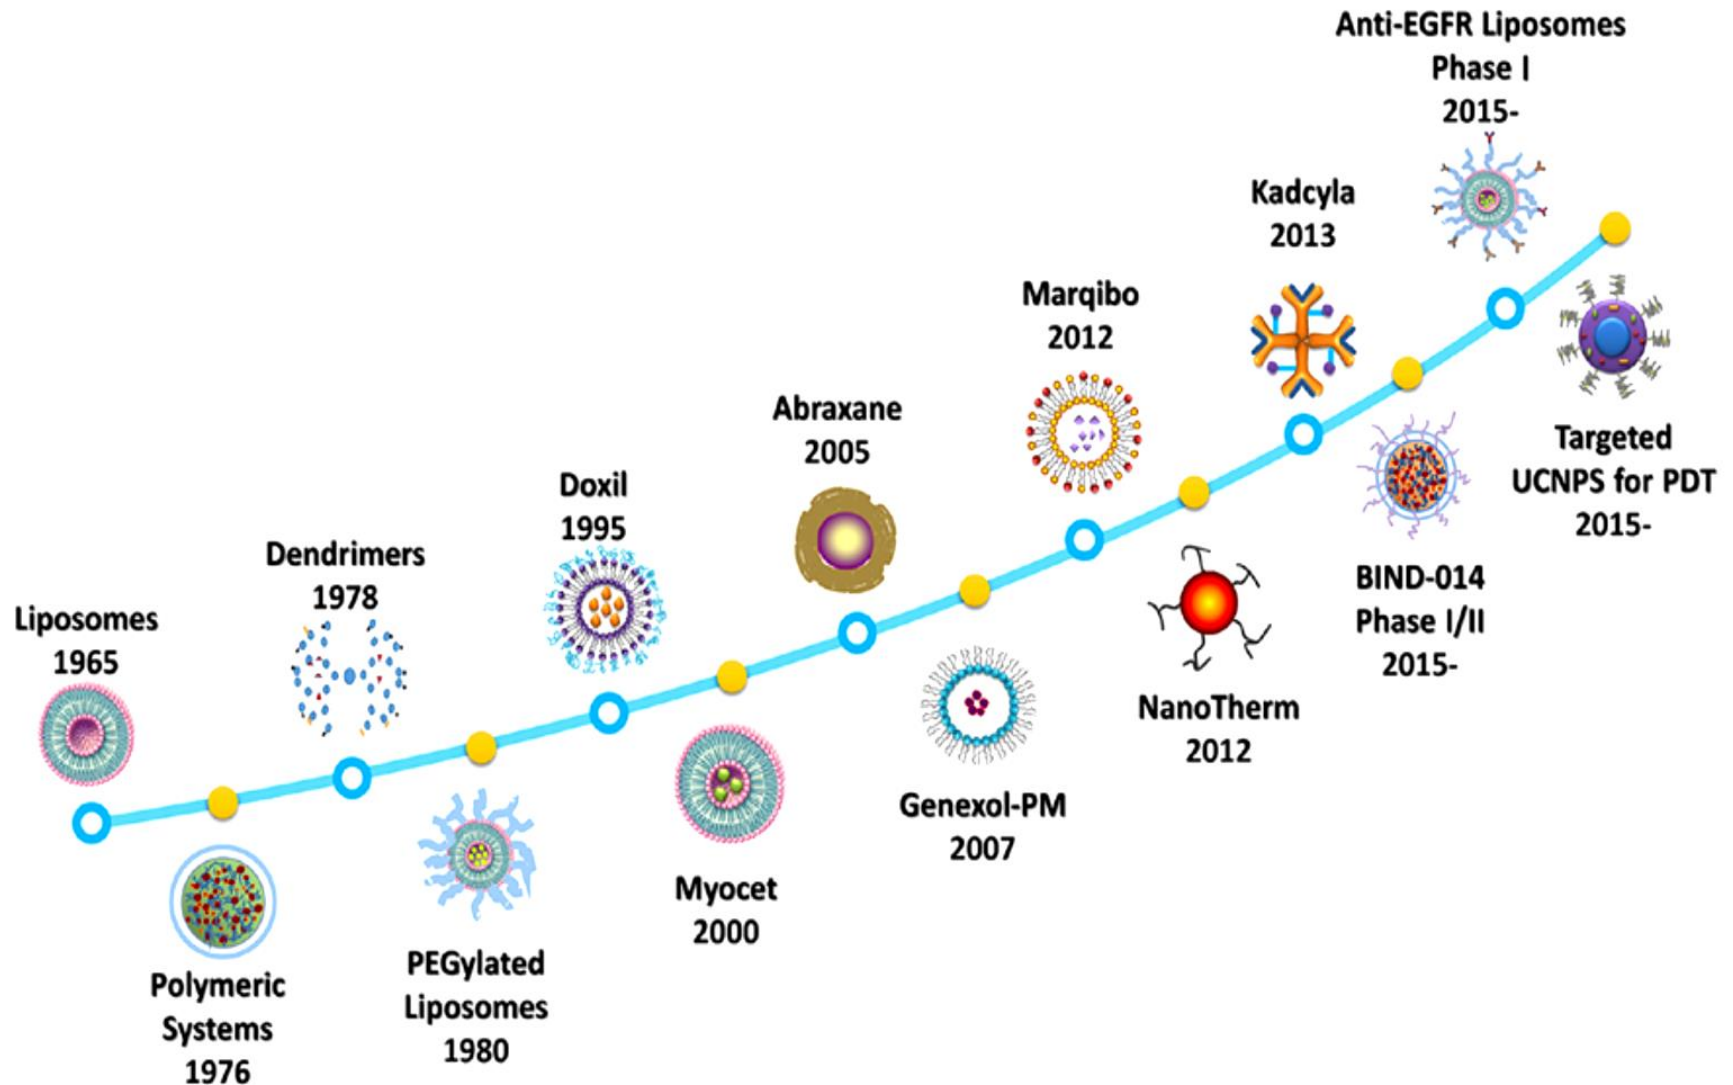 Liposomes
1965
Polymeric
Systems
1976
Dendrimers
1978
PEGylated
Liposomes
1980
Doxil
1995
Myocet
2000
Abraxane
2005
Genexol-PM
2007
Marqibo
2012
NanoTherm
2012
Kadcyla
2013
BIND-014
Phase I/II
2015-
Anti-EGFR Liposomes
Phase I
2015-
Targeted
UCNPS for PDT
2015-